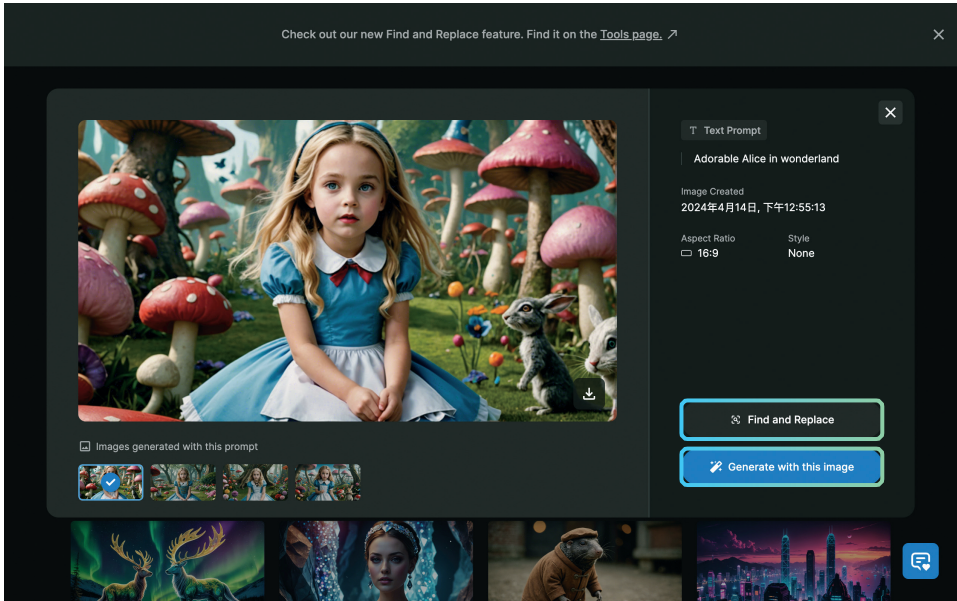 Check out our new Find and Replace feature. Find it on the Tools page.
Text Prompt
Adorable Alice in wonderland
Image Created
2024年4月14日, 下午12:55:13
Aspect Ratio
Style
16:9
None
Find and Replace
Generate with this image
Images generated with this prompt